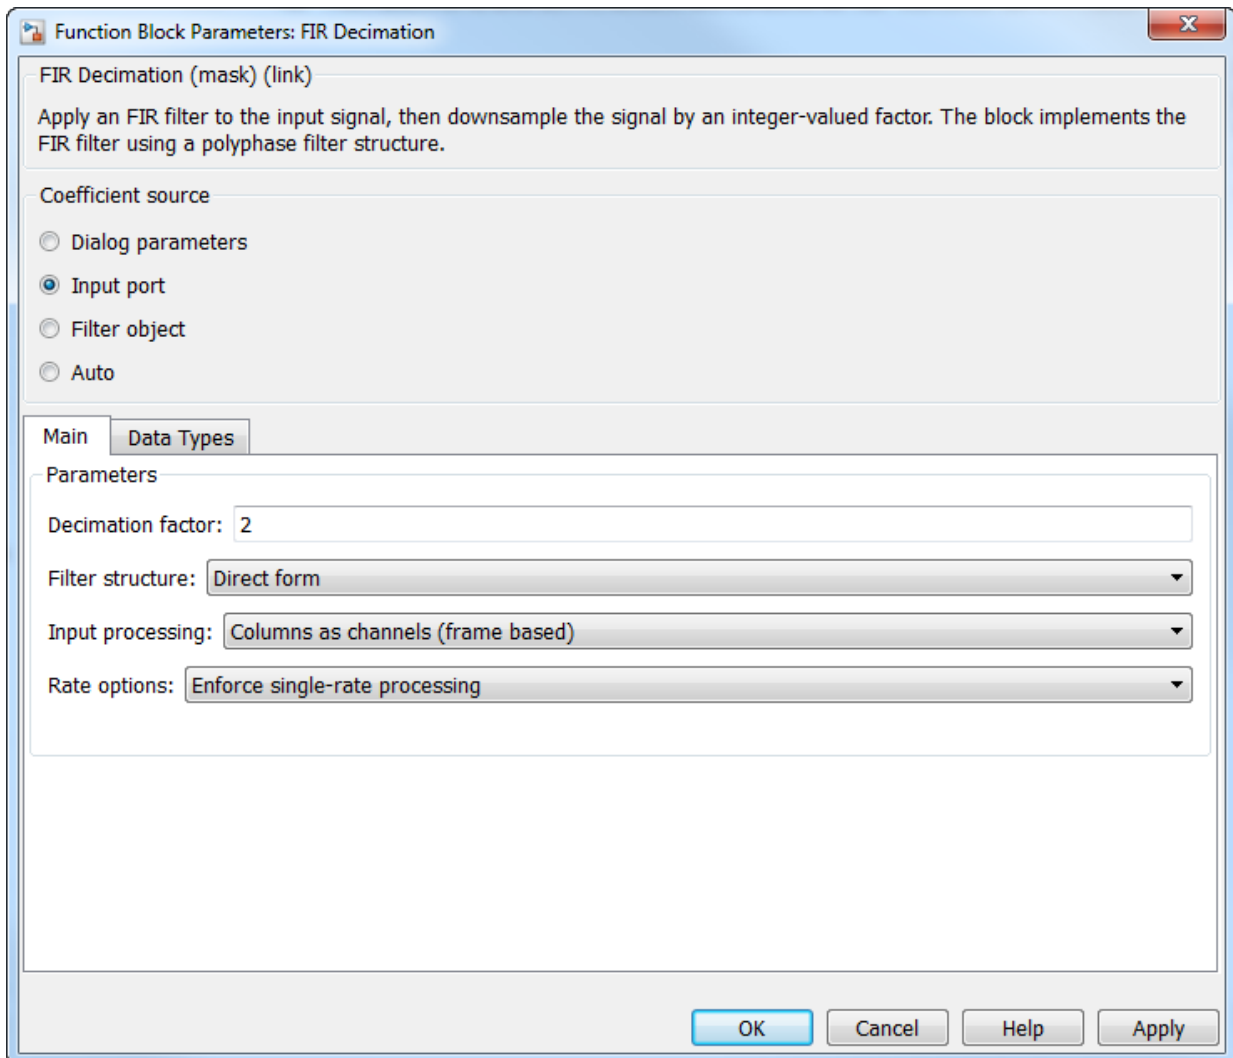 Function Block Parameters: FIR Decimation
FIR Decimation (mask) (link)
Apply an FIR filter to the input signal, then downsample the signal by an integer-valued factor. The block implements the
FIR filter using a polyphase filter structure.
Coefficient source
Dialog parameters
Input port
Filter object
Auto
Main Data Types
Parameters
Decimation factor: 2
Filter structure: Direct form
Input processing: Columns as channels (frame based)
Rate options: Enforce single-rate processing
OK Cancel Help Apply